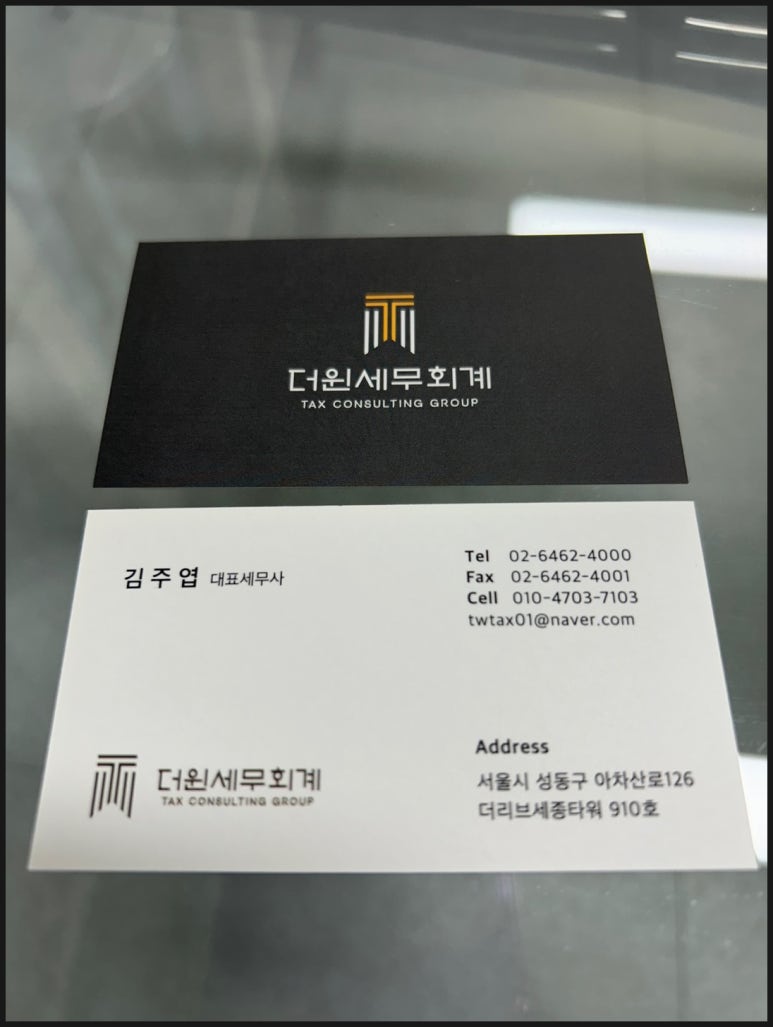 더원세무회계
TAX CONSULTING GROUP
김주엽 대표세무사
Tel 02-6462-4000
Fax 02-6462-4001
Cell 010-4703-7103
twtax01@naver.com
더원세무회계
TAX CONSULTING GROUP
Address
서울시 성동구 아차산로126
더리브세종타워 910호